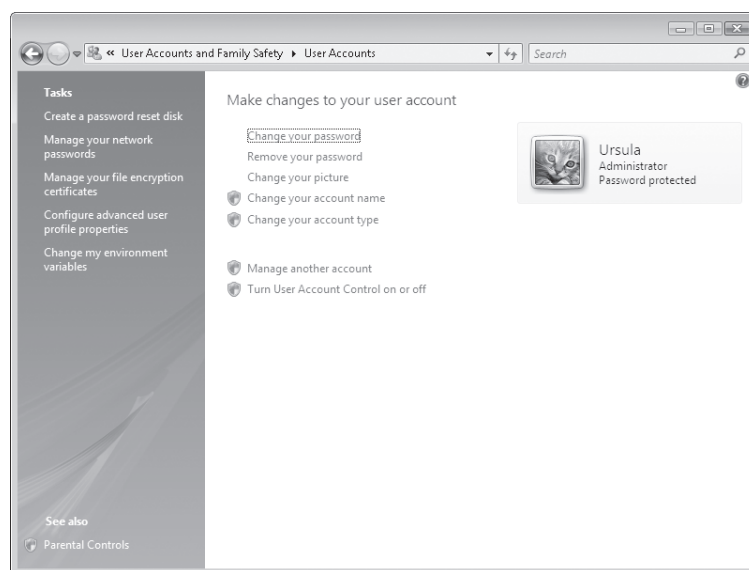 « User Accounts and Family Safety ▸ User Accounts
Search
Tasks
Create a password reset disk
Manage your network
passwords
Manage your file encryption
certificates
Configure advanced user
profile properties
Change my environment
variables
See also
Parental Controls
Make changes to your user account
Change your password
Remove your password
Change your picture
Change your account name
Change your account type
Manage another account
Turn User Account Control on or off
Ursula
Administrator
Password protected